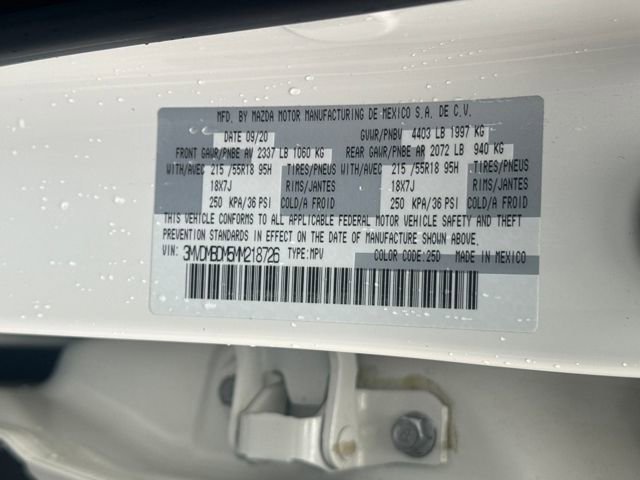 MFD. BY MAZDA MOTOR MANUFACTURING DE MEXICO S.A. DE C.V.
DATE 09/20 GVWR/PNBV 4403 LB 1997 KG
FRONT GAWR/PNBE AV 2337 LB 1060 KG REAR GAWR/PNBE AR 2072 LB 940 KG
WITH/AVEC 215 /55R18 95H TIRES/PNEUS WITH/AVEC 215 /55R18 95H TIRES/PNEUS
18X7J RIMS/JANTES 18X7J RIMS/JANTES
250 KPA/36 PSI COLD/A FROID 250 KPA/36 PSI COLD/A FROID
THIS VEHICLE CONFORMS TO ALL APPLICABLE FEDERAL MOTOR VEHICLE SAFETY AND THEFT
PREVENTION STANDARDS IN EFFECT ON THE DATE OF MANUFACTURE SHOWN ABOVE.
VIN: 3MVDMBDM5MM218726 TYPE:MPV COLOR CODE:25D MADE IN MEXICO